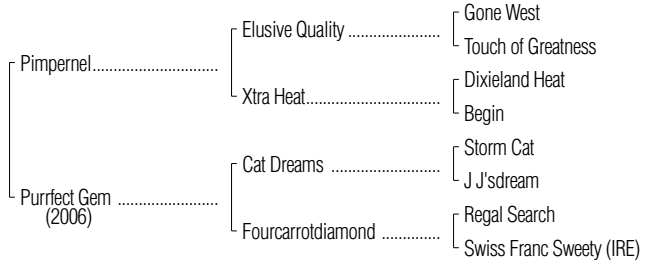 Gone West
Elusive Quality ......................
Touch of Greatness
Pimpernel..............................
Dixieland Heat
Xtra Heat................................
Begin
Storm Cat
Cat Dreams ..........................
J J'sdream
Purrfect Gem ........................
(2006)
Regal Search
Fourcarrotdiamond ..............
Swiss Franc Sweety (IRE)